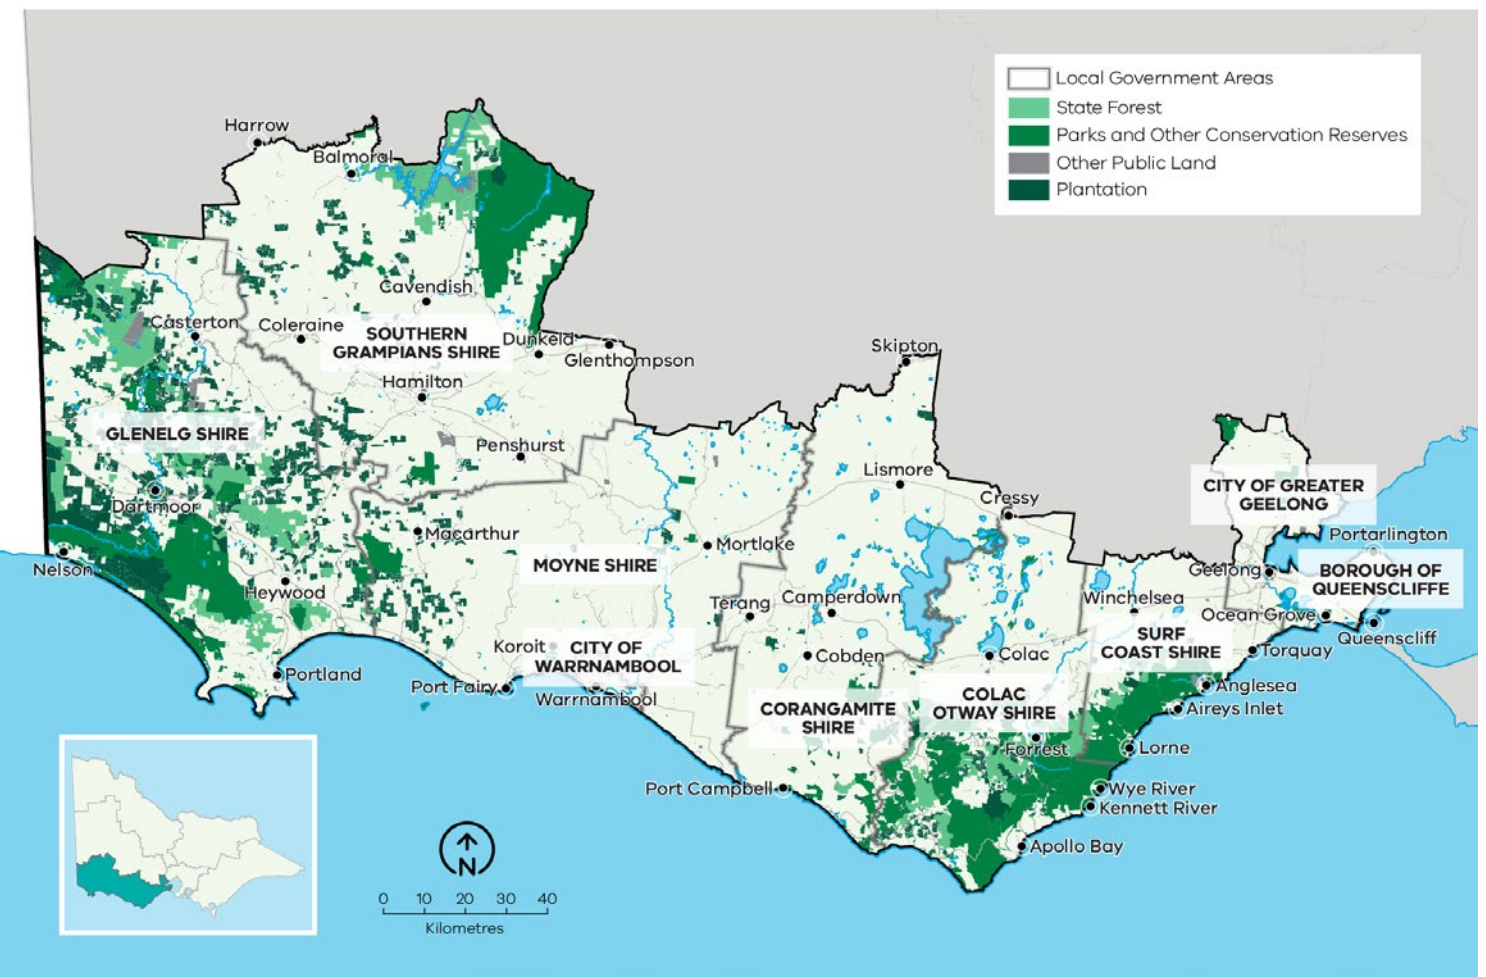 Local Government Areas
State Forest
Parks and Other Conservation Reserves
Other Public Land
Plantation
Harrow
Balmoral
Cavendish
Casterton
Coleraine
SOUTHERN
GRAMPIANS SHIRE
Dunkeld
Glenthompson
Skipton
Hamilton
GLENELG SHIRE
Penshurst
Lismore
CITY OF GREATER
GEELONG
Cressy
Dartmoor
Macarthur
Mortlake
Portarlington
Nelson
MOYNE SHIRE
Geelong
BOROUGH OF
QUEENSCLIFFE
Heywood
Terang
Camperdown
Winchelsea
Ocean Grove
Queenscliff
Koroit
CITY OF
WARRNAMBOOL
Cobden
Colac
SURF
COAST SHIRE
Torquay
Portland
Port Fairy
Warrnambool
CORANGAMITE
SHIRE
COLAC
OTWAY SHIRE
Anglesea
Aireys Inlet
Forrest
Lorne
Port Campbell
Wye River
Kennett River
Apollo Bay
N
0 10 20 30 40
Kilometres